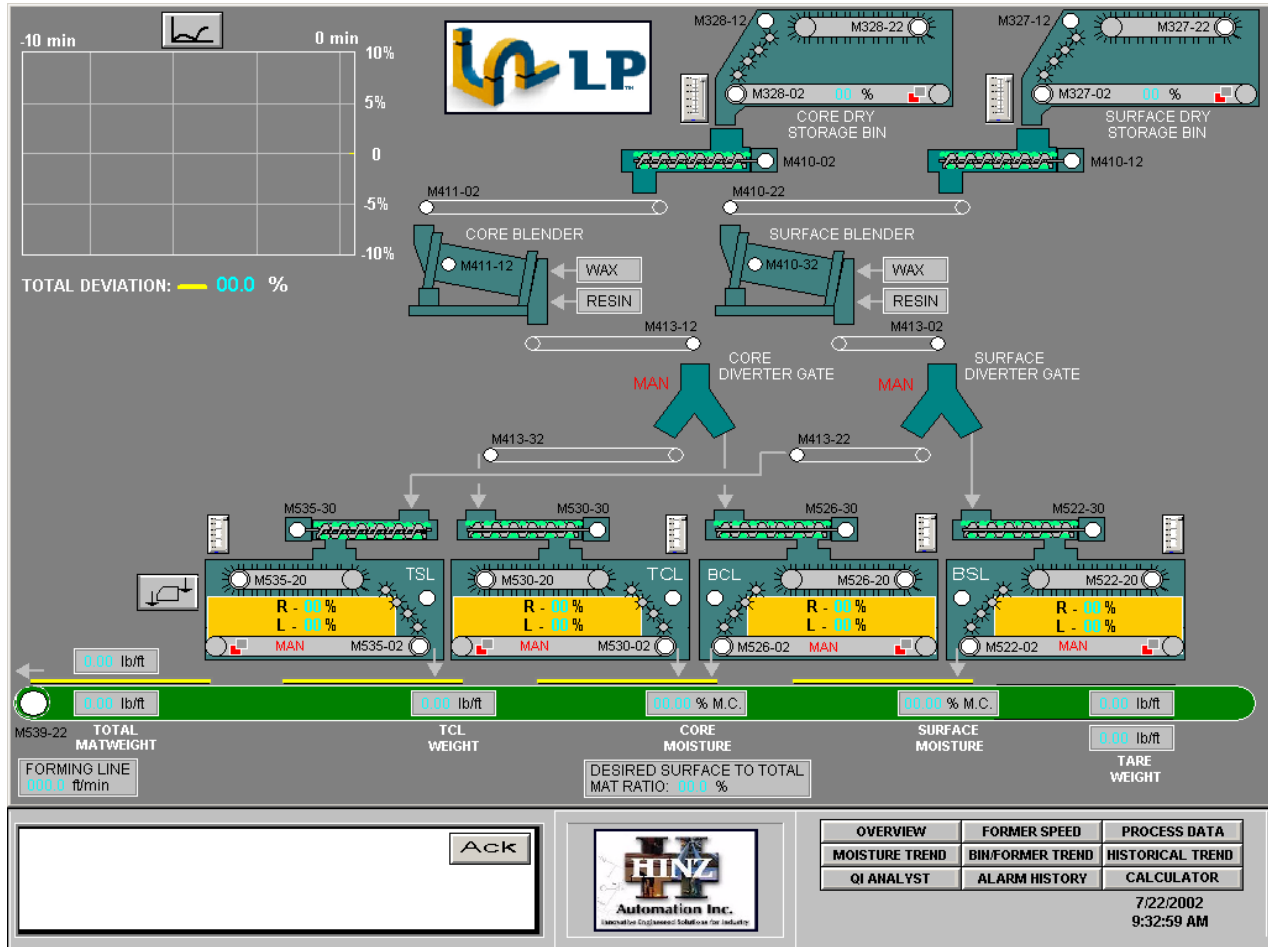 -10 min
0 min
10%
5%
0
-5%
-10%
TOTAL DEVIATION: 00.0 %
LP
TM
M328-12
M328-22
M328-02 00 %
CORE DRY
STORAGE BIN
M327-12
M327-22
M327-02 00 %
SURFACE DRY
STORAGE BIN
M410-02
M410-12
M411-02
M410-22
CORE BLENDER
M411-12
WAX
RESIN
SURFACE BLENDER
M410-32
WAX
RESIN
M413-12
M413-02
CORE
DIVERTER GATE
MAN
SURFACE
DIVERTER GATE
MAN
M413-32
M413-22
M535-30
M530-30
M526-30
M522-30
M535-20
TSL
R - 00 %
L - 00 %
MAN
M535-02
M530-20
TCL
R - 00 %
L - 00 %
MAN
M530-02
BCL
M526-20
R - 00 %
L - 00 %
M526-02
MAN
BSL
M522-20
R - 00 %
L - 00 %
M522-02
MAN
0.00 lb/ft
0.00 lb/ft
0.00 lb/ft
00.00 % M.C.
00.00 % M.C.
0.00 lb/ft
M539-22
TOTAL
MATWEIGHT
TCL
WEIGHT
CORE
MOISTURE
SURFACE
MOISTURE
0.00 lb/ft
TARE
WEIGHT
FORMING LINE
000.0 ft/min
DESIRED SURFACE TO TOTAL
MAT RATIO: 00.0 %
Ack
HINZ
Automation Inc.
Innovative Engineered Solutions for Industry
OVERVIEW
FORMER SPEED
PROCESS DATA
MOISTURE TREND
BIN/FORMER TREND
HISTORICAL TREND
QI ANALYST
ALARM HISTORY
CALCULATOR
7/22/2002
9:32:59 AM